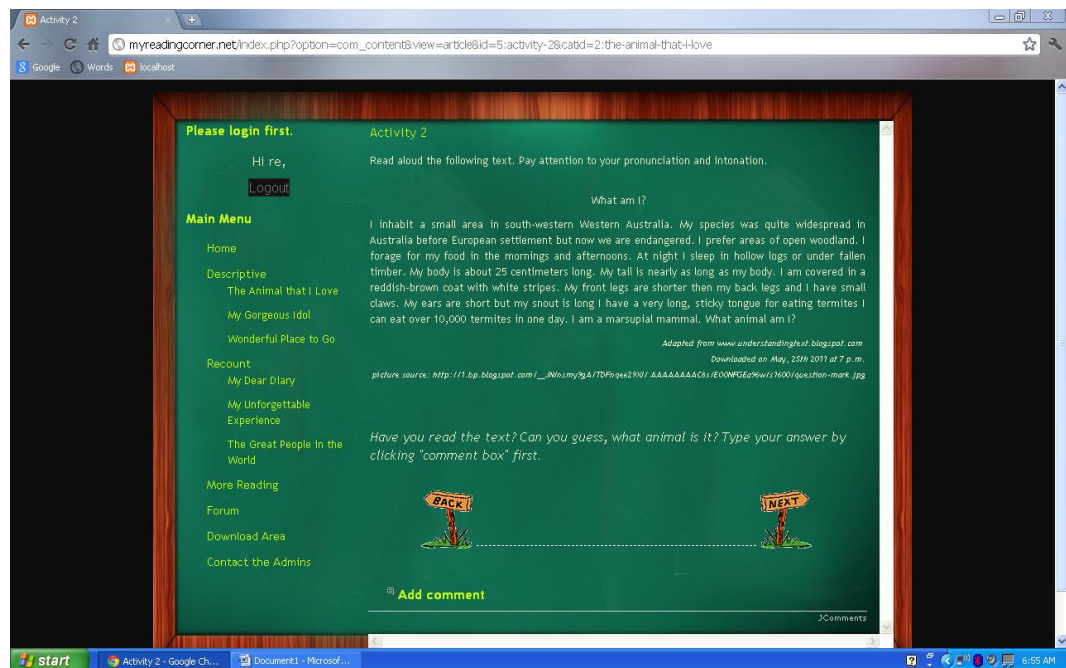 Activity 2
myreadingcorner.net/index.php?option=com_content&view=article&id=5:activity-2&catid=2:the-animal-that-i-love
Google Words localhost
Please login first.
Hi re,
Logout
Main Menu
Home
Descriptive
The Animal that I Love
My Gorgeous Idol
Wonderful Place to Go
Recount
My Dear Diary
My Unforgettable
Experience
The Great People in the
World
More Reading
Forum
Download Area
Contact the Admins
Activity 2
Read aloud the following text. Pay attention to your pronunciation and intonation.
What am I?
I inhabit a small area in south-western Western Australia. My species was quite widespread in
Australia before European settlement but now we are endangered. I prefer areas of open woodland. I
forage for my food in the mornings and afternoons. At night I sleep in hollow logs or under fallen
timber. My body is about 25 centimeters long. My tail is nearly as long as my body. I am covered in a
reddish-brown coat with white stripes. My front legs are shorter then my back legs and I have small
claws. My ears are short but my snout is long I have a very long, sticky tongue for eating termites I
can eat over 10,000 termites in one day. I am a marsupial mammal. What animal am I?
Adapted from www.understandingtext.blogspot.com
Downloaded on May, 25th 2011 at 7 p.m.
picture source: question-mark.jpg
Have you read the text? Can you guess, what animal is it? Type your answer by
clicking "comment box" first.
BACK
NEXT
Add comment
JComments
start Activity 2 - Google Ch... Document1 - Microsof... 6:55 AM